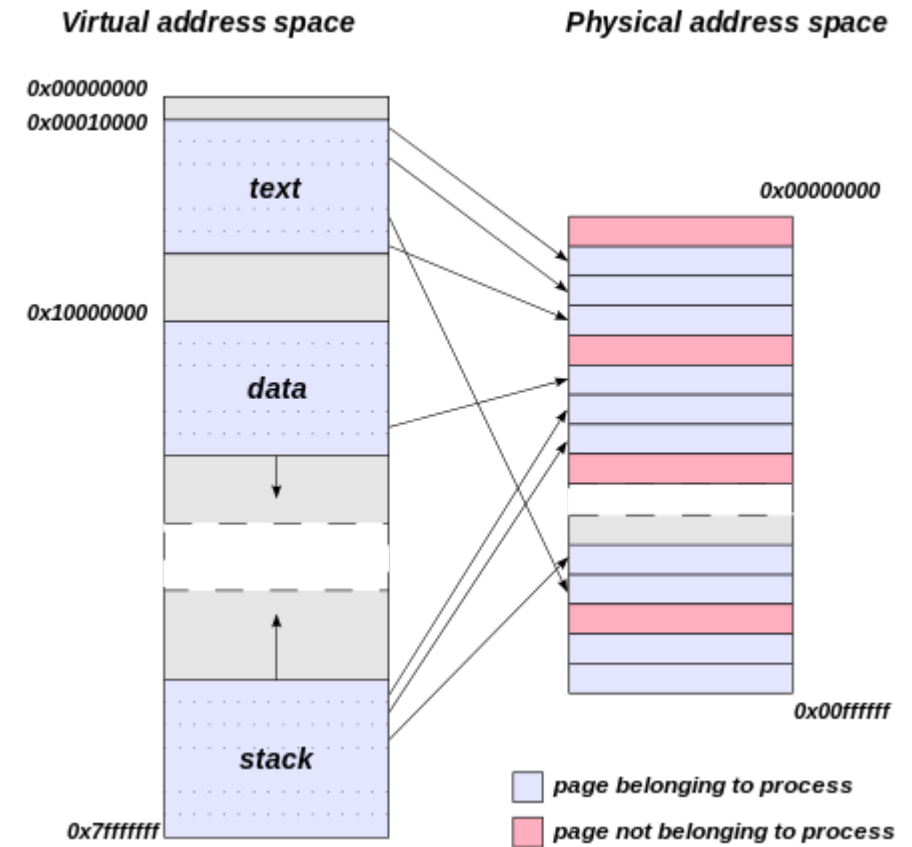 Virtual address space
Physical address space
0x00000000
0x00010000
text
0x00000000
0x10000000
data
stack
0x00ffffff
page belonging to process
0x7fffffff
page not belonging to process